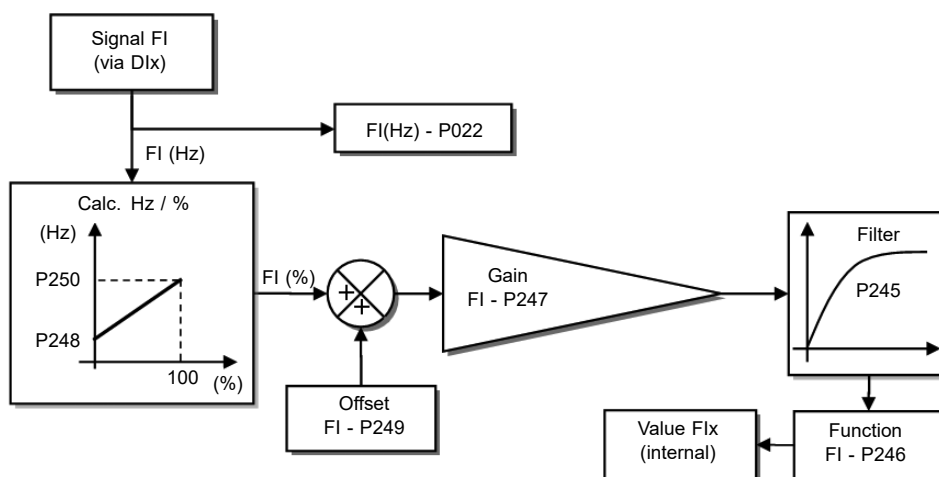 Signal FI
(via DIx)
FI(Hz) - P022
FI (Hz)
Calc. Hz / %
(Hz)
P250
P248
100
(%)
FI (%)
+
+
Offset
FI - P249
Gain
FI - P247
Filter
P245
Function
FI - P246
Value FIx
(internal)